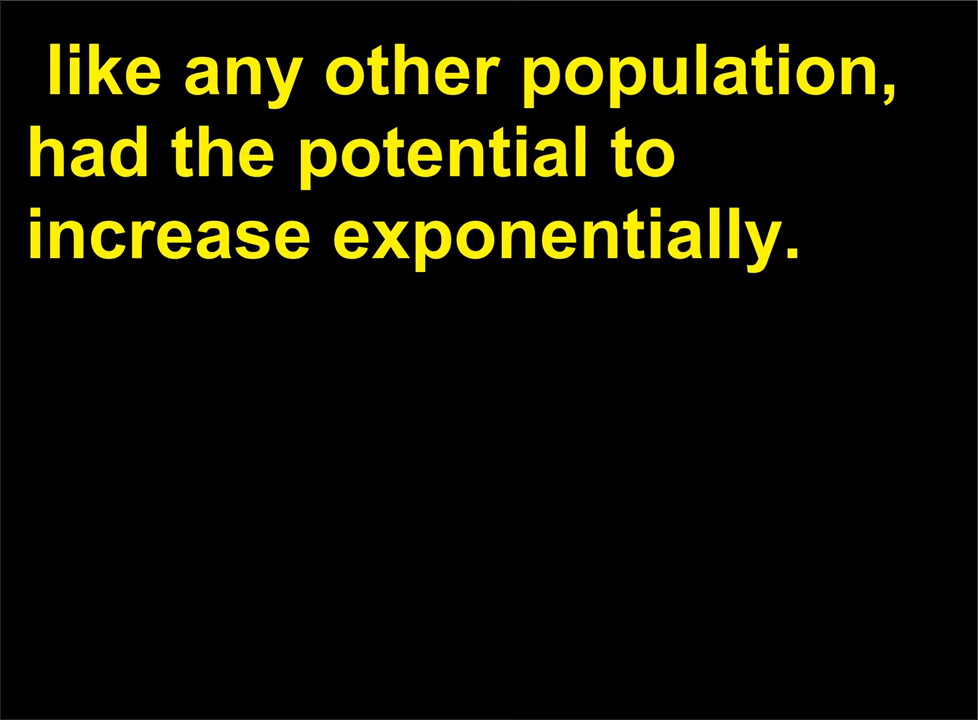 like any other population,
had the potential to
increase exponentially.